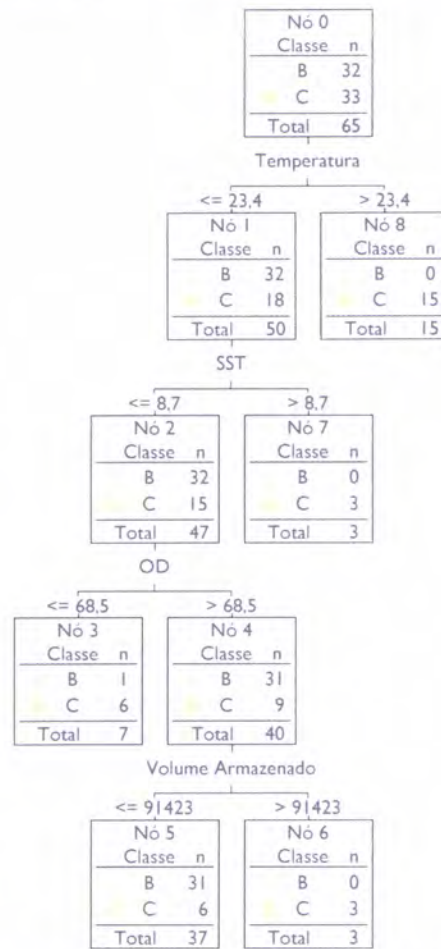 Nó 0
Classe n
B 32
C 33
Total 65
Temperatura
<= 23,4 > 23,4
Nó 1
Classe n
B 32
C 18
Total 50
Nó 8
Classe n
B 0
C 15
Total 15
SST
<= 8,7 > 8,7
Nó 2
Classe n
B 32
C 15
Total 47
Nó 7
Classe n
B 0
C 3
Total 3
OD
<= 68,5 > 68,5
Nó 3
Classe n
B 1
C 6
Total 7
Nó 4
Classe n
B 31
C 9
Total 40
Volume Armazenado
<= 91423 > 91423
Nó 5
Classe n
B 31
C 6
Total 37
Nó 6
Classe n
B 0
C 3
Total 3